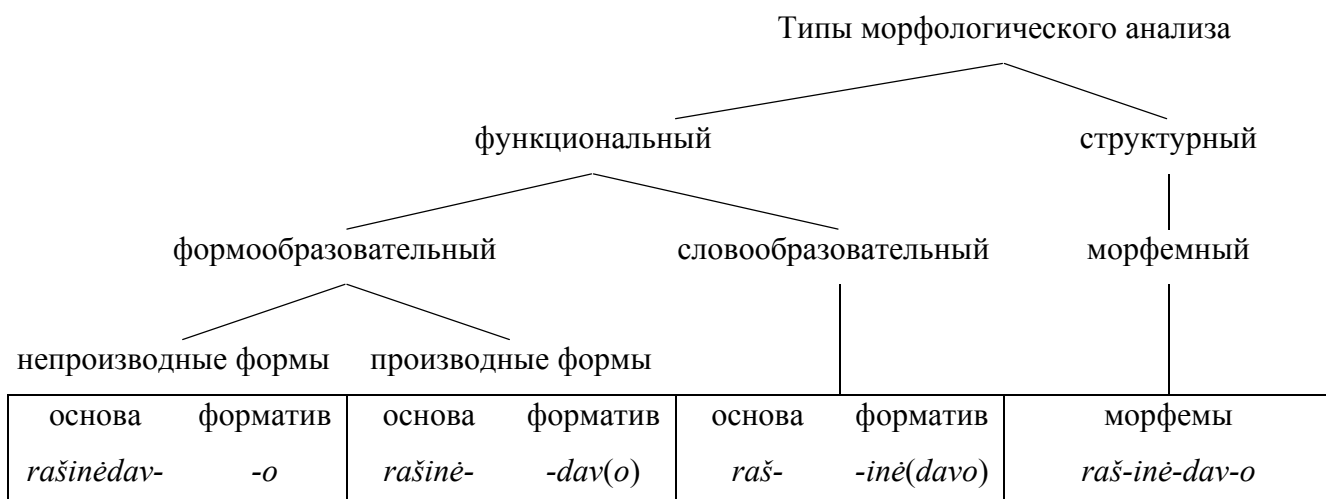 Типы морфологического анализа
функциональный структурный
формообразовательный словообразовательный морфемный
непроизводные формы производные формы
основа форматив основа форматив основа форматив морфемы
rašinėdav- -o rašinė- -dav(o) raš- -inė(davo) raš-inė-dav-o